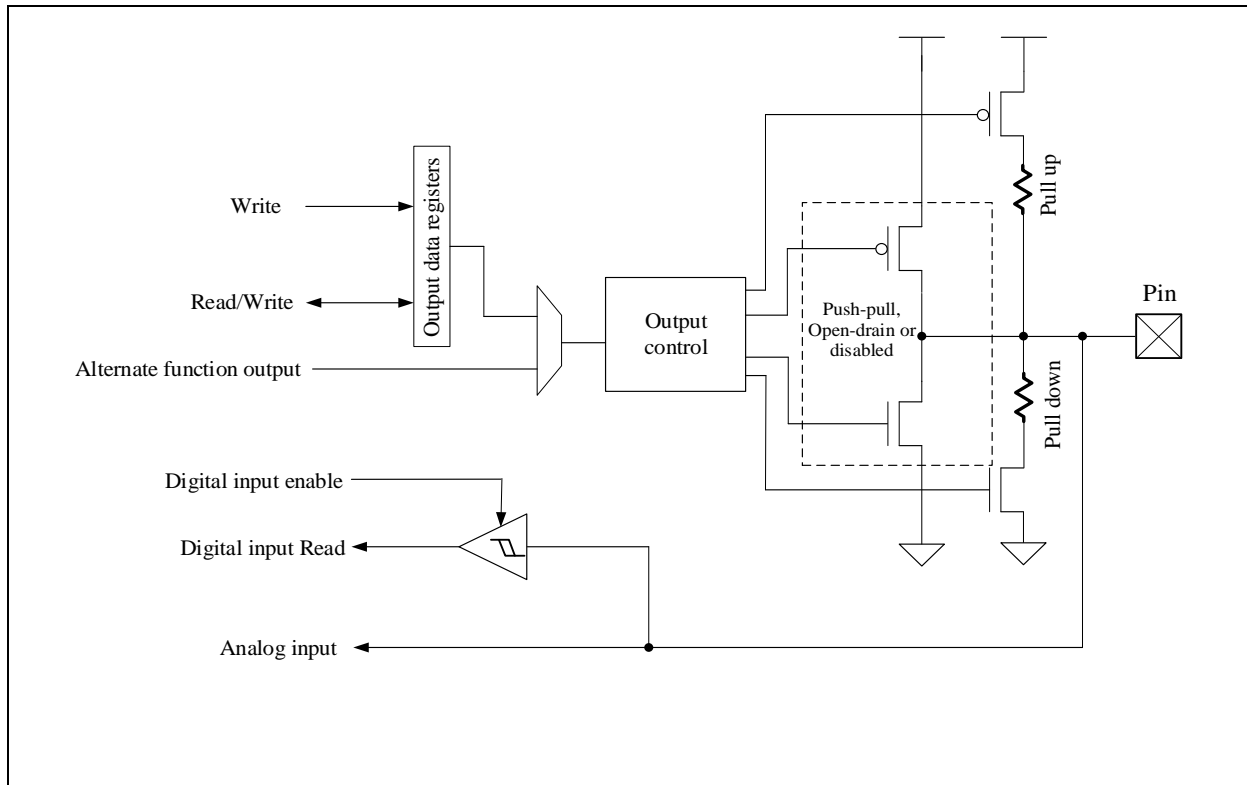 Write
Output data registers
Read/Write
Alternate function output
Output
control
Push-pull,
Open-drain or
disabled
Pull up
Pin
Pull down
Digital input enable
Digital input Read
Analog input